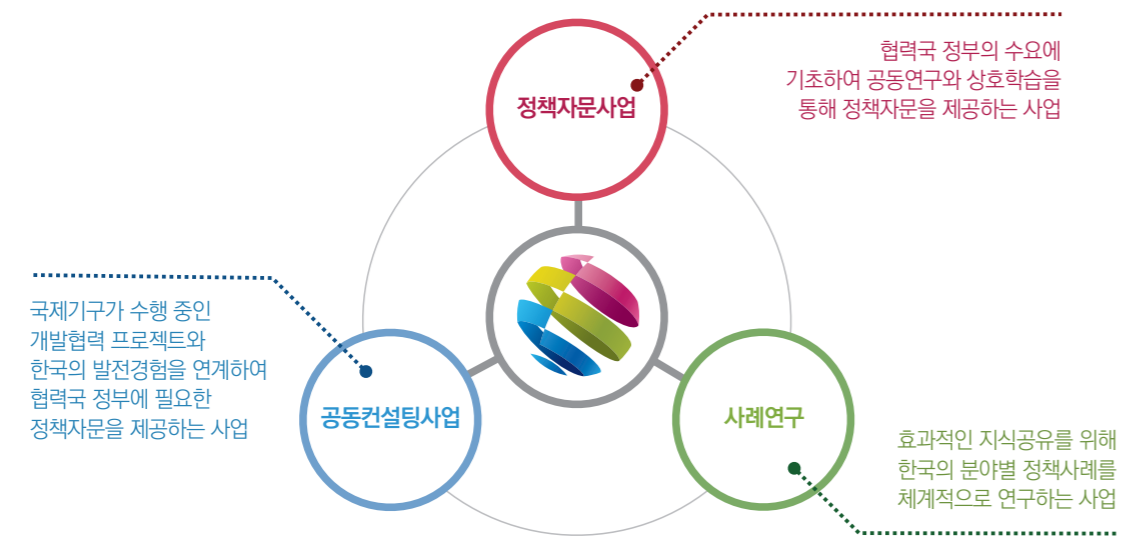 정책자문사업
협력국 정부의 수요에
기초하여 공동연구와 상호학습을
통해 정책자문을 제공하는 사업
국제기구가 수행 중인
개발협력 프로젝트와
한국의 발전경험을 연계하여
협력국 정부에 필요한
정책자문을 제공하는 사업
공동컨설팅사업
사례연구
효과적인 지식공유를 위해
한국의 분야별 정책사례를
체계적으로 연구하는 사업